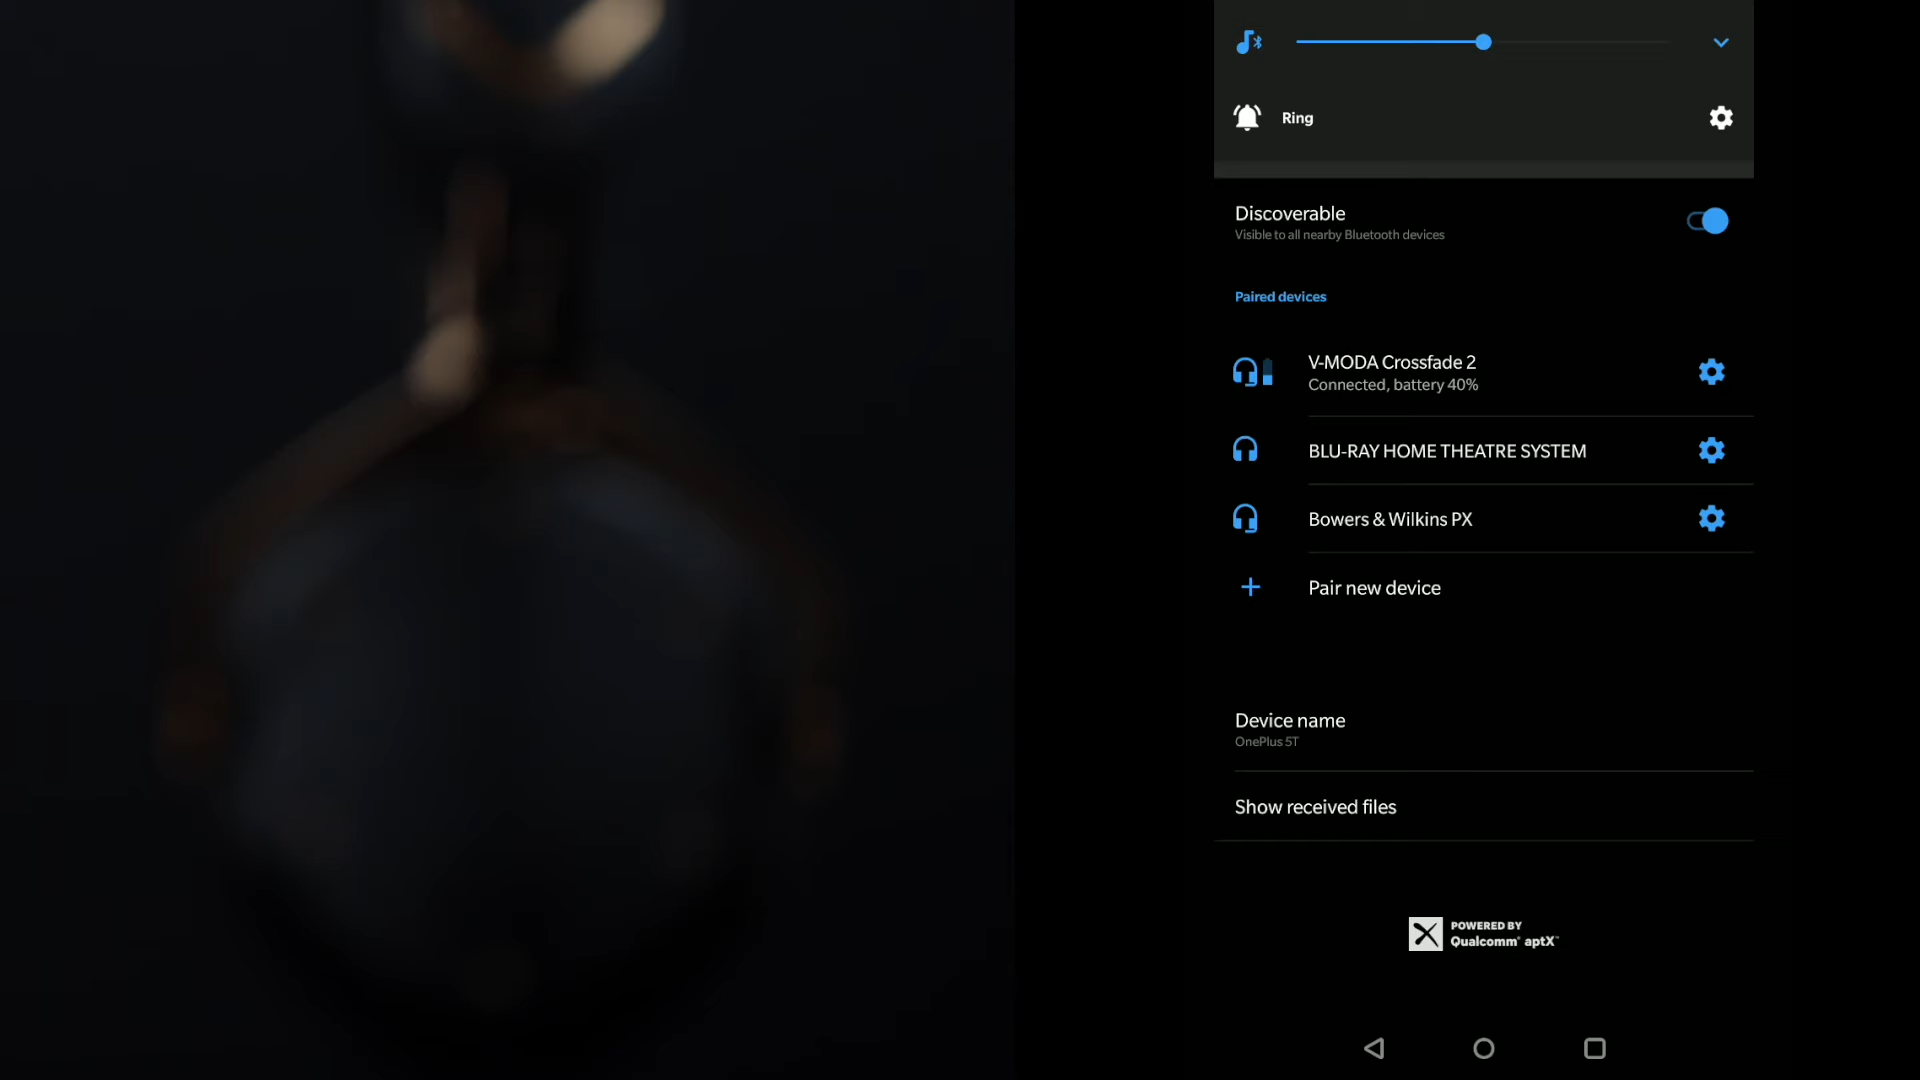 Ring
Discoverable
Visible to all nearby Bluetooth devices
Paired devices
V-MODA Crossfade 2
Connected, battery 40%
BLU-RAY HOME THEATRE SYSTEM
Bowers & Wilkins PX
Pair new device
Device name
OnePlus 5T
Show received files
POWERED BY
Qualcomm® aptX™